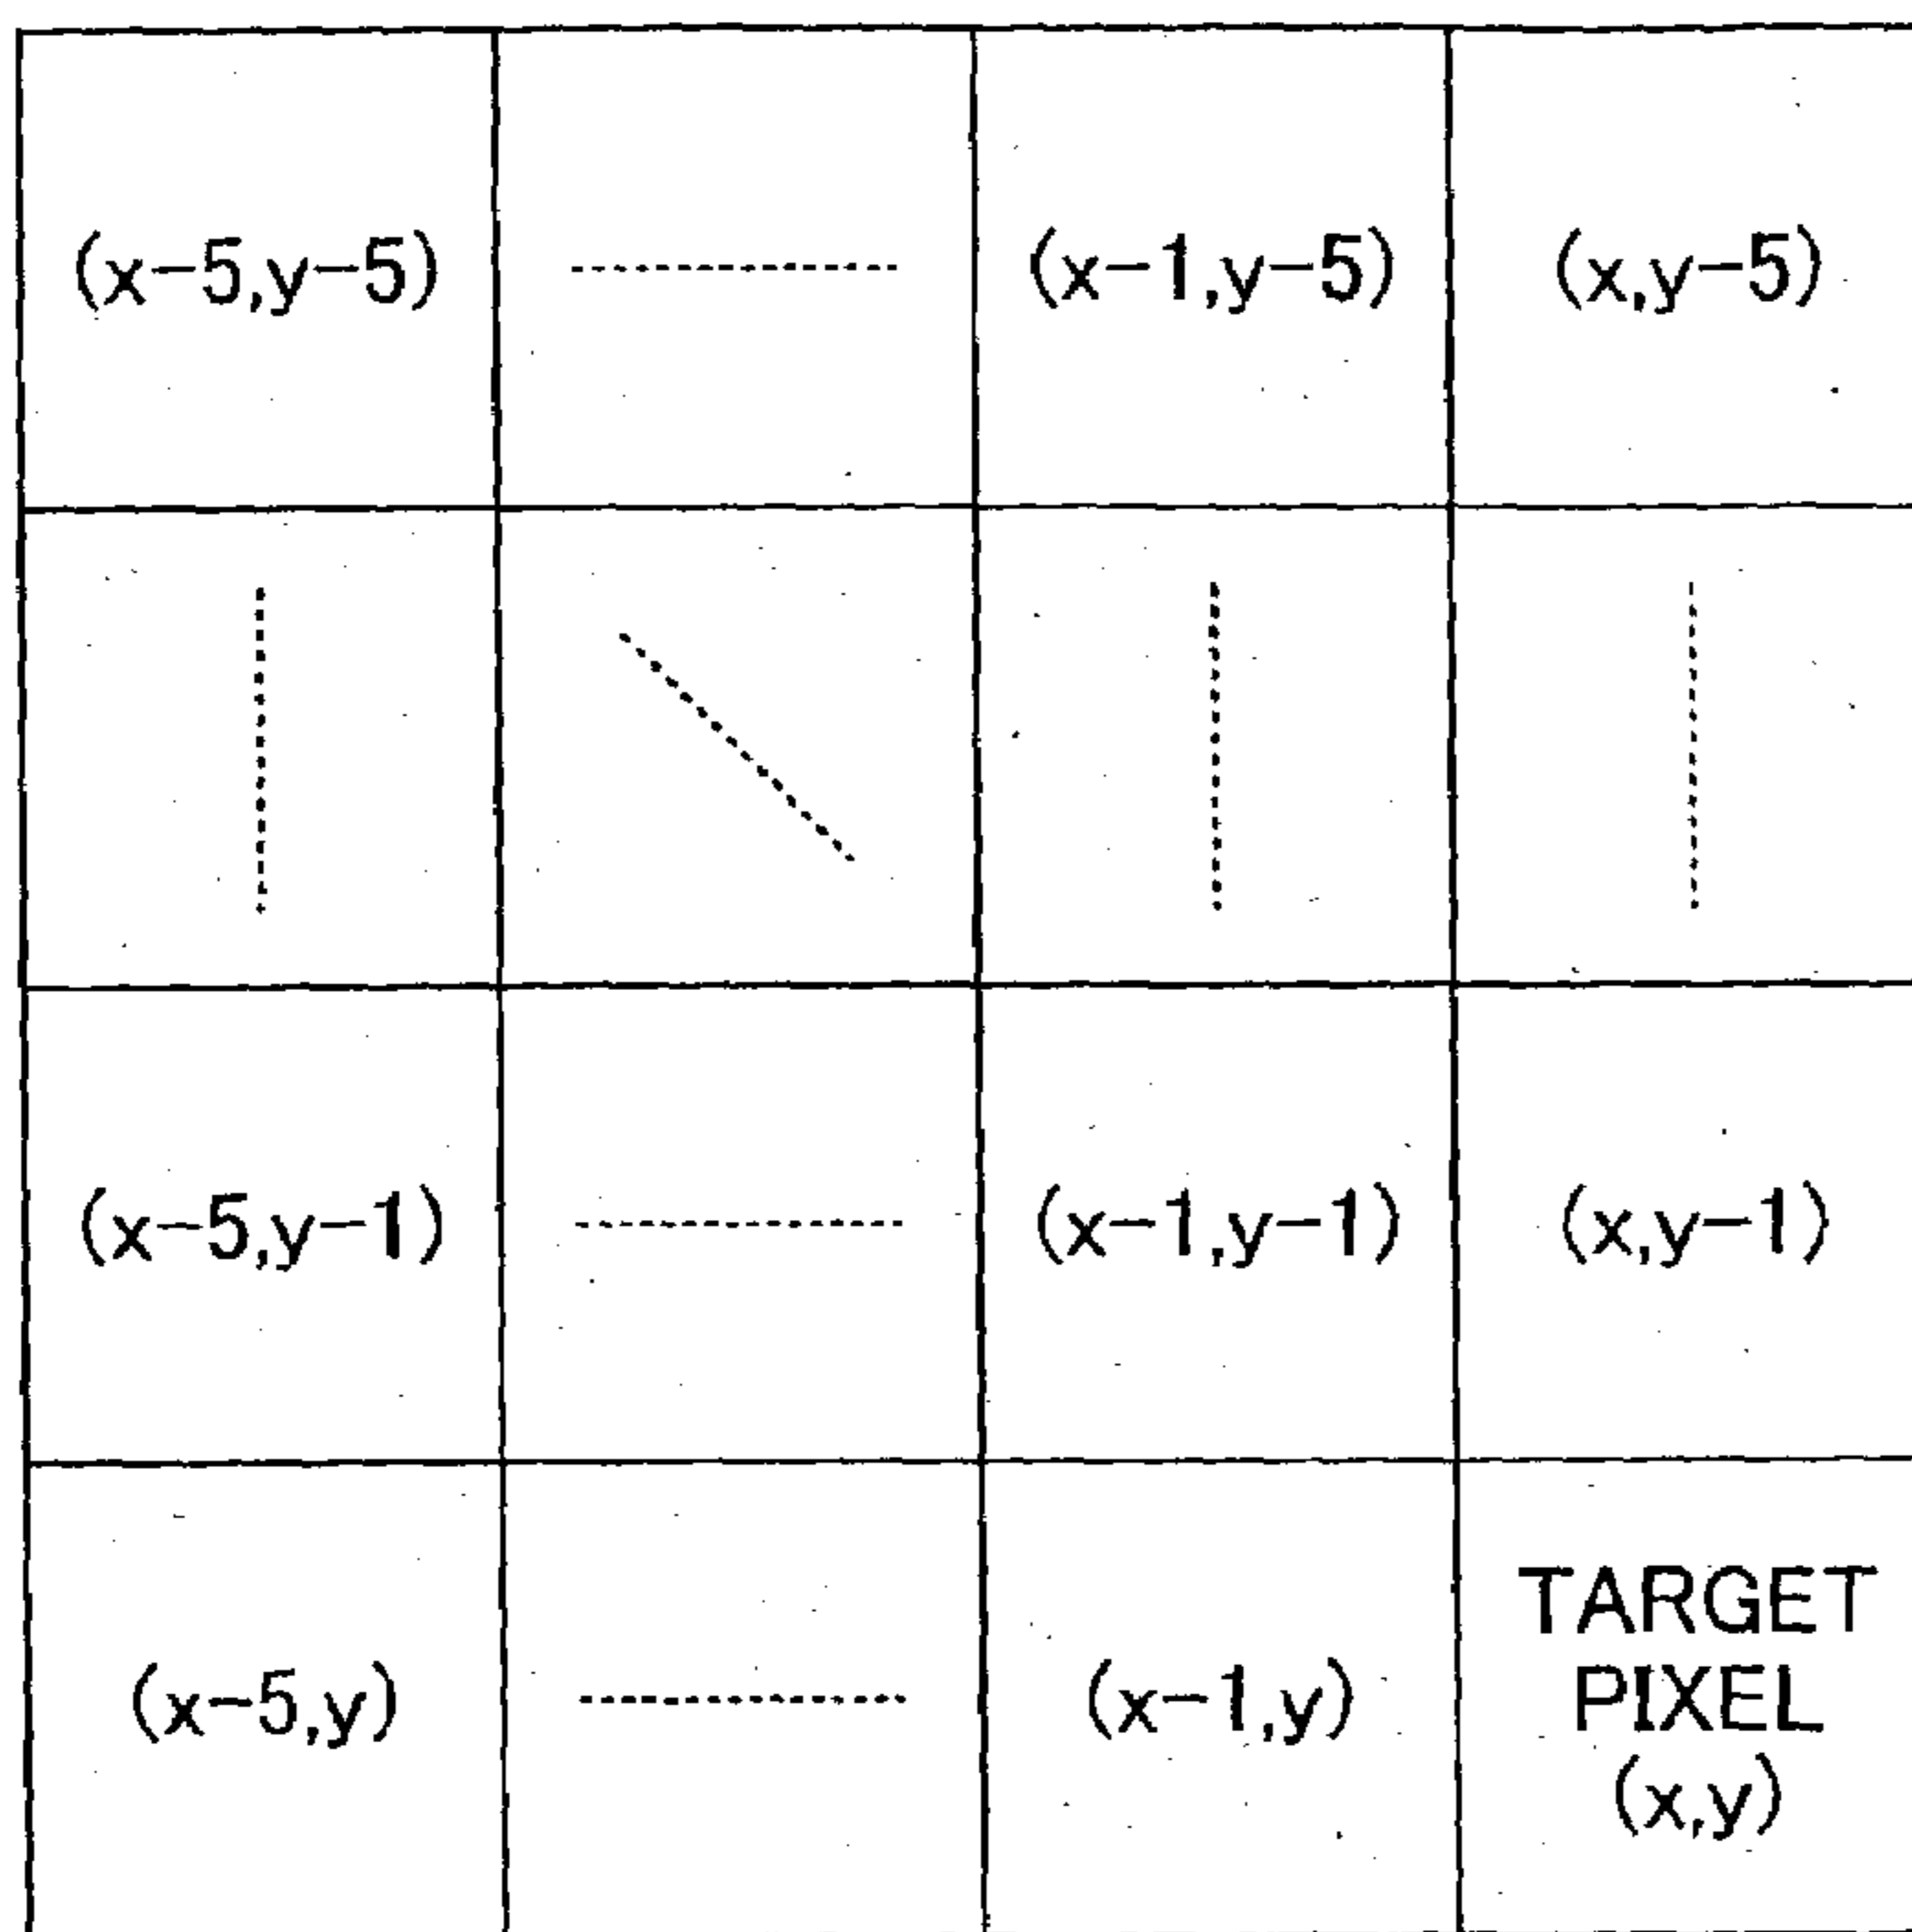 (x-5,y-5) (x-1,y-5) (x,y-5)
(x-5,y-1) (x-1,y-1) (x,y-1)
(x-5,y) (x-1,y) TARGET
PIXEL
(x,y)